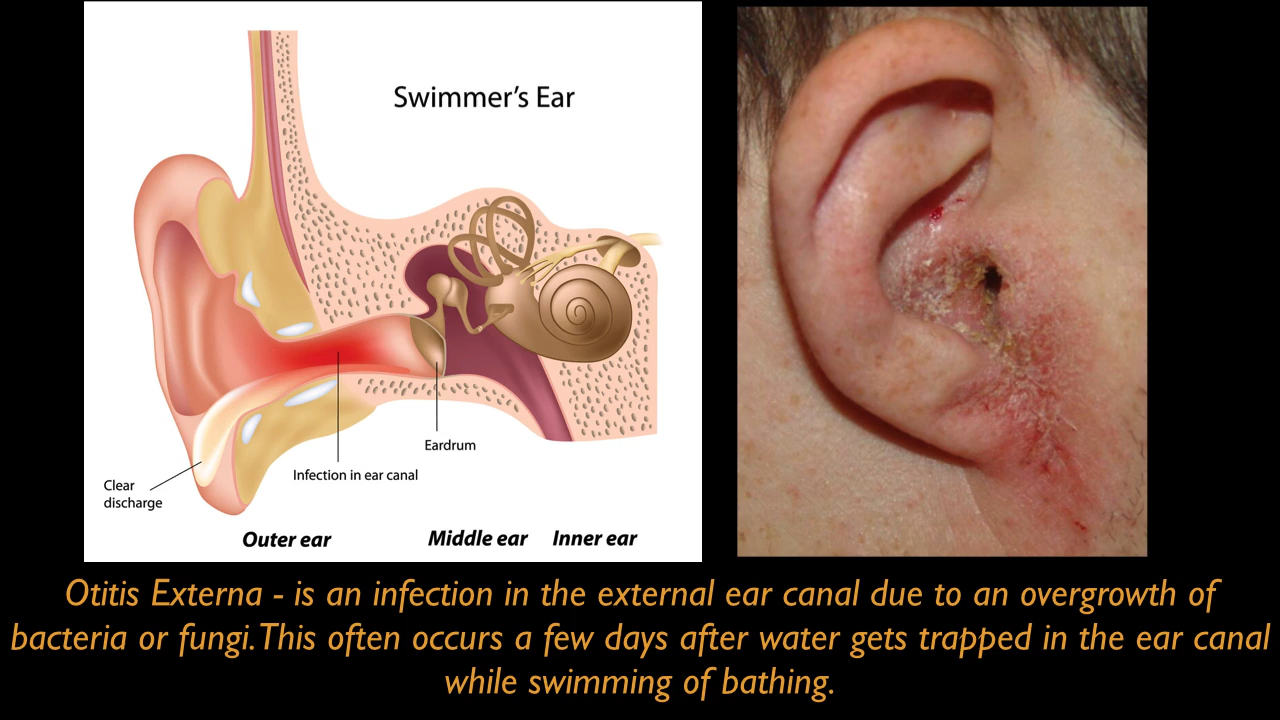 Swimmer's Ear
Eardrum
Infection in ear canal
Clear
discharge
Outer ear
Middle ear
Inner ear
Otitis Externa - is an infection in the external ear canal due to an overgrowth of
bacteria or fungi. This often occurs a few days after water gets trapped in the ear canal
while swimming of bathing.